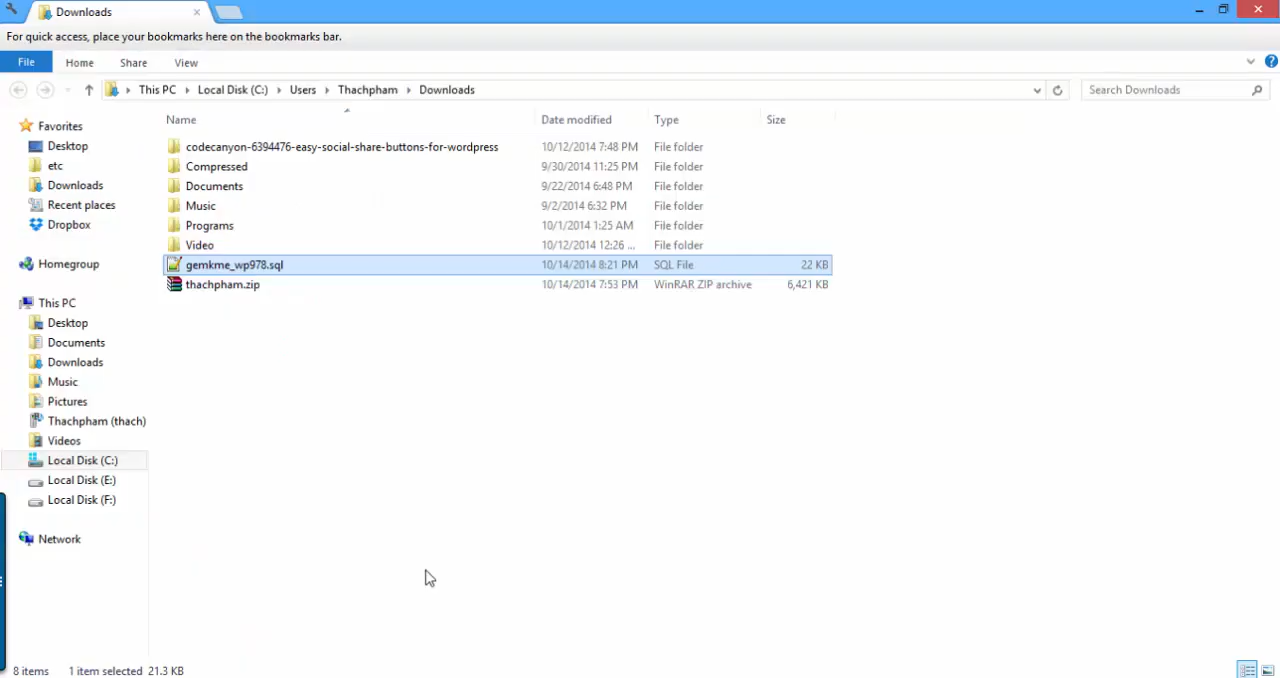 Downloads
For quick access, place your bookmarks here on the bookmarks bar.
File Home Share View
This PC Local Disk (C:) Users Thachpham Downloads Search Downloads
Name Date modified Type Size
codecanyon-6394476-easy-social-share-buttons-for-wordpress 10/12/2014 7:48 PM File folder
Compressed 9/30/2014 11:25 PM File folder
Documents 9/22/2014 6:48 PM File folder
Music 9/2/2014 6:32 PM File folder
Programs 10/1/2014 1:25 AM File folder
Video 10/12/2014 12:26 ... File folder
gemkme_wp978.sql 10/14/2014 8:21 PM SQL File 22 KB
thachpham.zip 10/14/2014 7:53 PM WinRAR ZIP archive 6,421 KB
Favorites
Desktop
etc
Downloads
Recent places
Dropbox
Homegroup
This PC
Desktop
Documents
Downloads
Music
Pictures
Thachpham (thach)
Videos
Local Disk (C:)
Local Disk (E:)
Local Disk (F:)
Network
8 items 1 item selected 21.3 KB